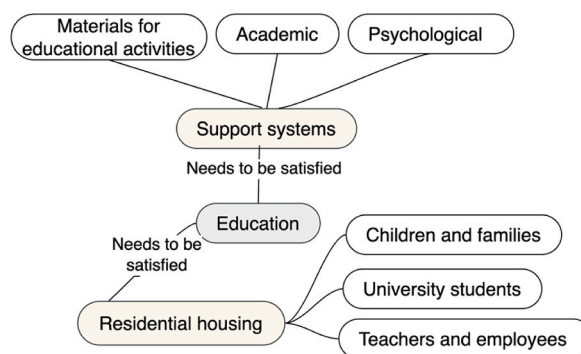 Materials for
educational activities
Academic
Psychological
Support systems
Needs to be satisfied
Education
Needs to be
satisfied
Children and families
University students
Residential housing
Teachers and employees